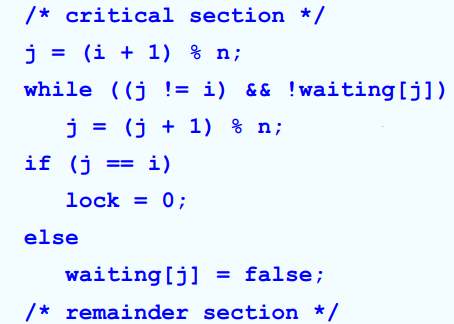 /* critical section */
j = (i + 1) % n;
while ((j != i) && !waiting[j])
j = (j + 1) % n;
if (j == i)
lock = 0;
else
waiting[j] = false;
/* remainder section */